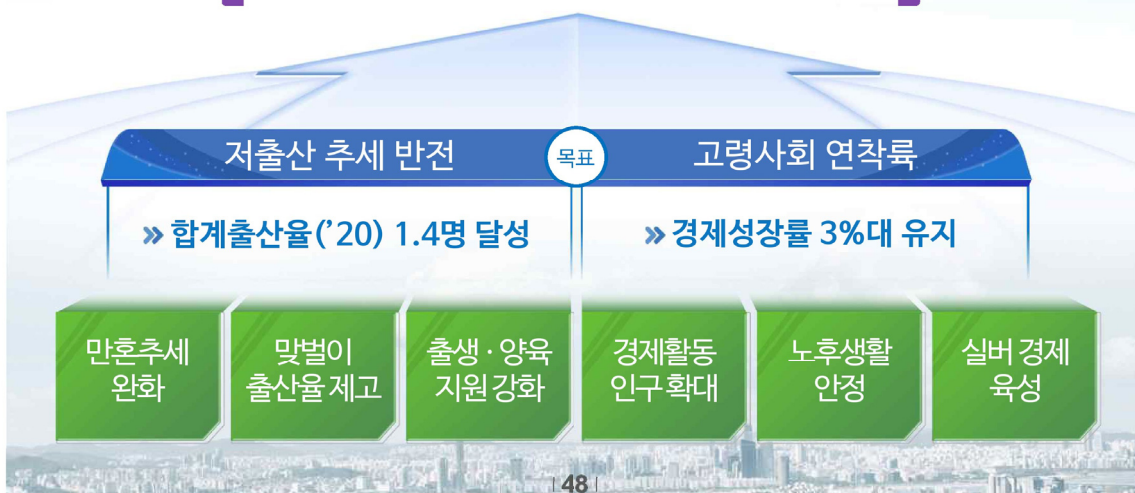 저출산 추세 반전
목표
고령사회 연착륙
» 합계출산율(’20) 1.4명 달성
» 경제성장률 3%대 유지
만혼추세
완화
맞벌이
출산율 제고
출생 · 양육
지원 강화
경제활동
인구 확대
노후생활
안정
실버 경제
육성
| 48 |